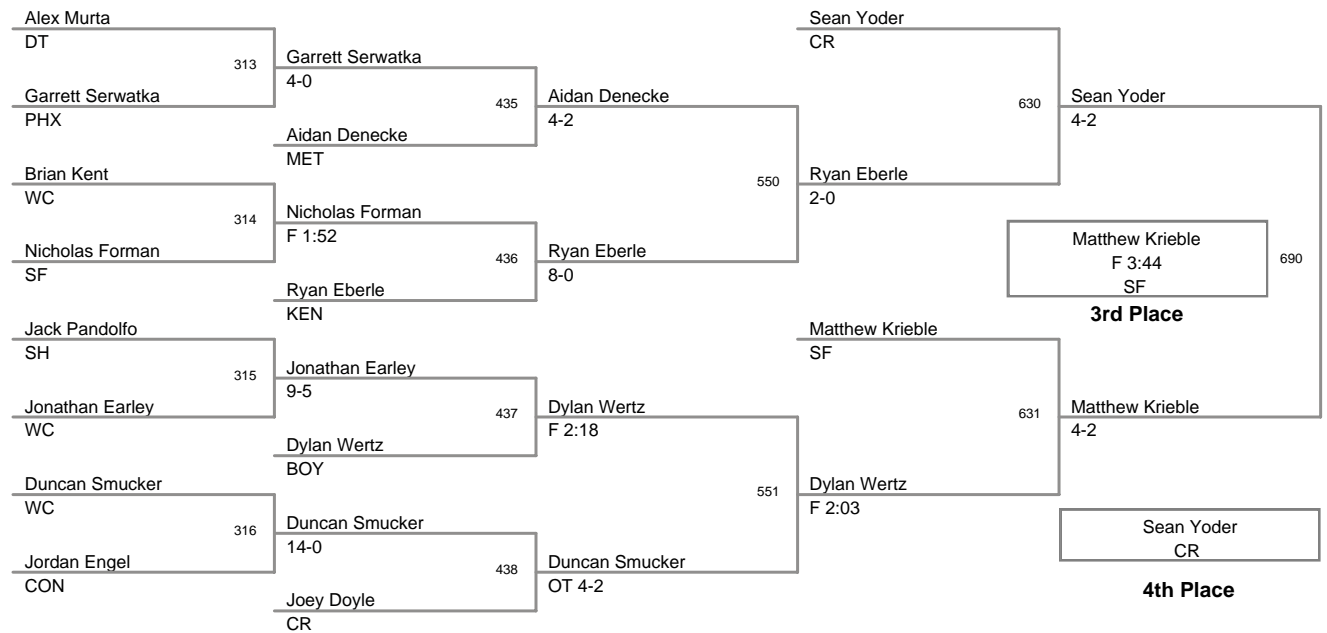 Alex Murta
DT
313
Garrett Serwatka
PHX
Brian Kent
WC
314
Nicholas Forman
SF
Jack Pandolfo
SH
315
Jonathan Earley
WC
Duncan Smucker
WC
316
Jordan Engel
CON
Garrett Serwatka
4-0
435
Aidan Denecke
MET
Nicholas Forman
F 1:52
436
Ryan Eberle
KEN
Jonathan Earley
9-5
437
Dylan Wertz
BOY
Duncan Smucker
14-0
438
Joey Doyle
CR
Aidan Denecke
4-2
550
Ryan Eberle
8-0
Dylan Wertz
F 2:18
551
Duncan Smucker
OT 4-2
Sean Yoder
CR
630
Ryan Eberle
2-0
Matthew Krieble
SF
631
Dylan Wertz
F 2:03
Sean Yoder
4-2
Matthew Krieble
F 3:44
SF
690
3rd Place
Matthew Krieble
4-2
Sean Yoder
CR
4th Place